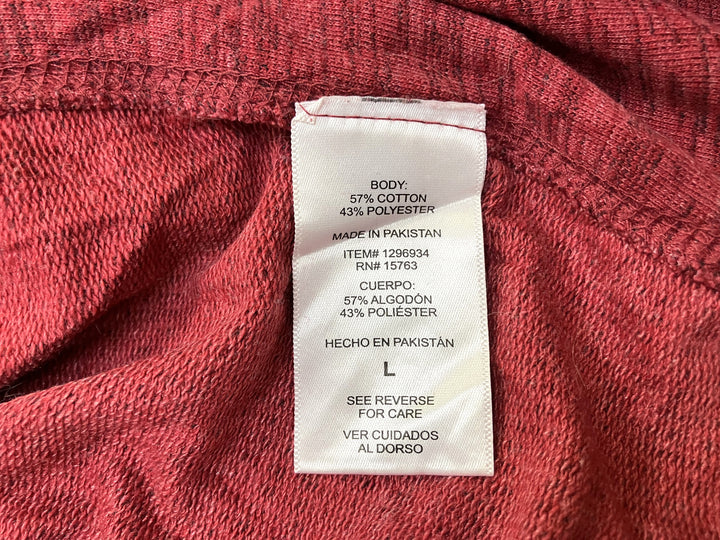 BODY:
57% COTTON
43% POLYESTER
MADE IN PAKISTAN
ITEM# 1296934
RN# 15763
CUERPO:
57% ALGODÓN
43% POLIÉSTER
HECHO EN PAKISTÁN
L
SEE REVERSE
FOR CARE
VER CUIDADOS
AL DORSO